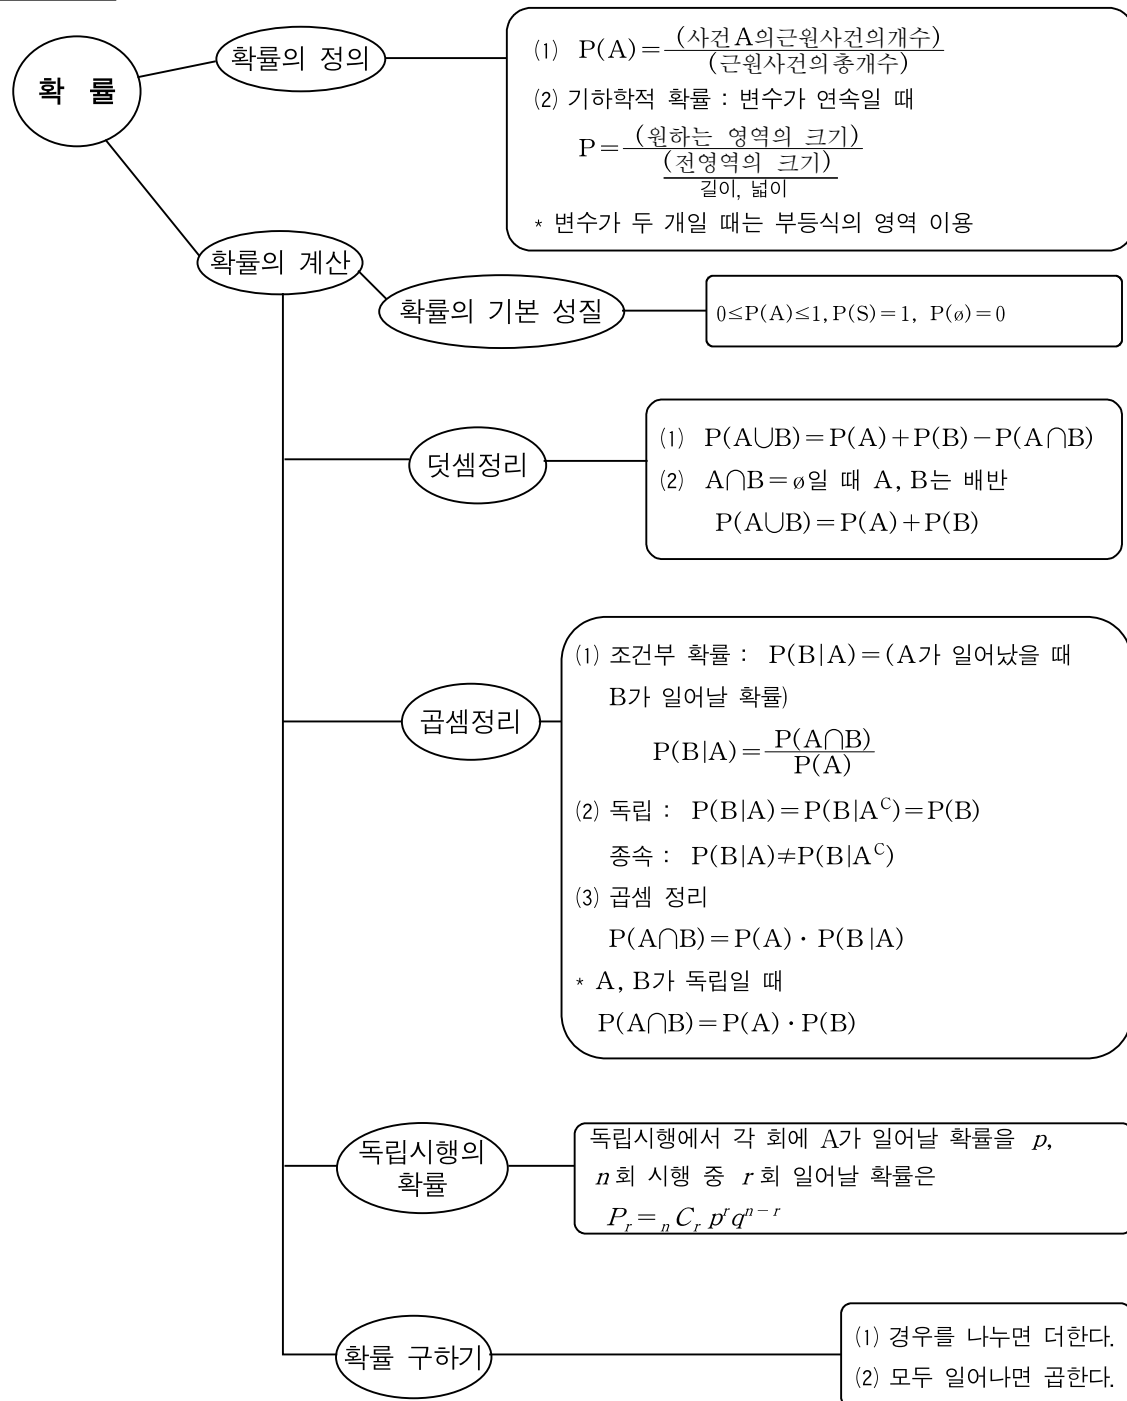 확 률
확률의 정의
(1) P(A)=(사건A의근원사건의개수)
(근원사건의총개수)
(2) 기하학적 확률 : 변수가 연속일 때
P=(원하는 영역의 크기)
(전영역의 크기)
길이, 넓이
* 변수가 두 개일 때는 부등식의 영역 이용
확률의 계산
확률의 기본 성질
0≤P(A)≤1, P(S)=1, P(ø)=0
덧셈정리
(1) P(A∪B)=P(A)+P(B)-P(A∩B)
(2) A∩B=ø일 때 A, B는 배반
P(A∪B)=P(A)+P(B)
곱셈정리
(1) 조건부 확률 : P(B|A)=(A가 일어났을 때
B가 일어날 확률)
P(B|A)=P(A∩B)
P(A)
(2) 독립 : P(B|A)=P(B|Aᶜ)=P(B)
종속 : P(B|A)≠P(B|Aᶜ)
(3) 곱셈 정리
P(A∩B)=P(A)· P(B|A)
* A, B가 독립일 때
P(A∩B)=P(A)·P(B)
독립시행의
확률
독립시행에서 각 회에 A가 일어날 확률을 p,
n회 시행 중 r회 일어날 확률은
Pᵣ=ₙCᵣ pʳqⁿ⁻ʳ
확률 구하기
(1) 경우를 나누면 더한다.
(2) 모두 일어나면 곱한다.